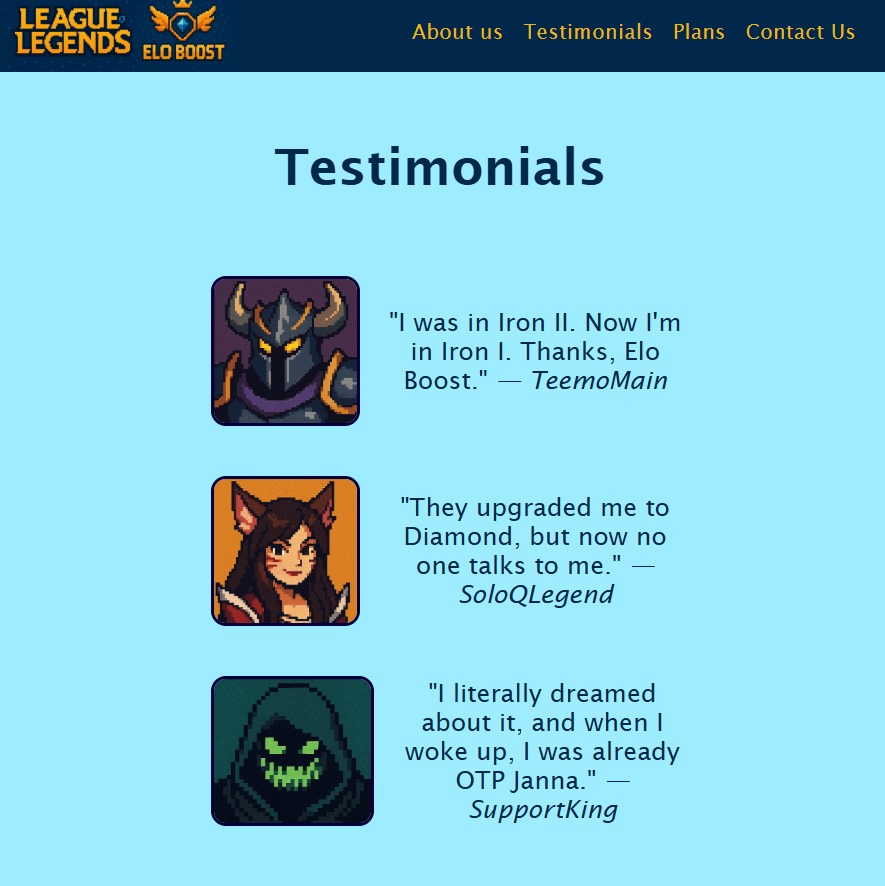 LEAGUE
LEGENDS
ELO BOOST
About us Testimonials Plans Contact Us
Testimonials
"I was in Iron II. Now I'm
in Iron I. Thanks, Elo
Boost." — TeemoMain
"They upgraded me to
Diamond, but now no
one talks to me." —
SoloQLegend
"I literally dreamed
about it, and when I
woke up, I was already
OTP Janna." —
SupportKing